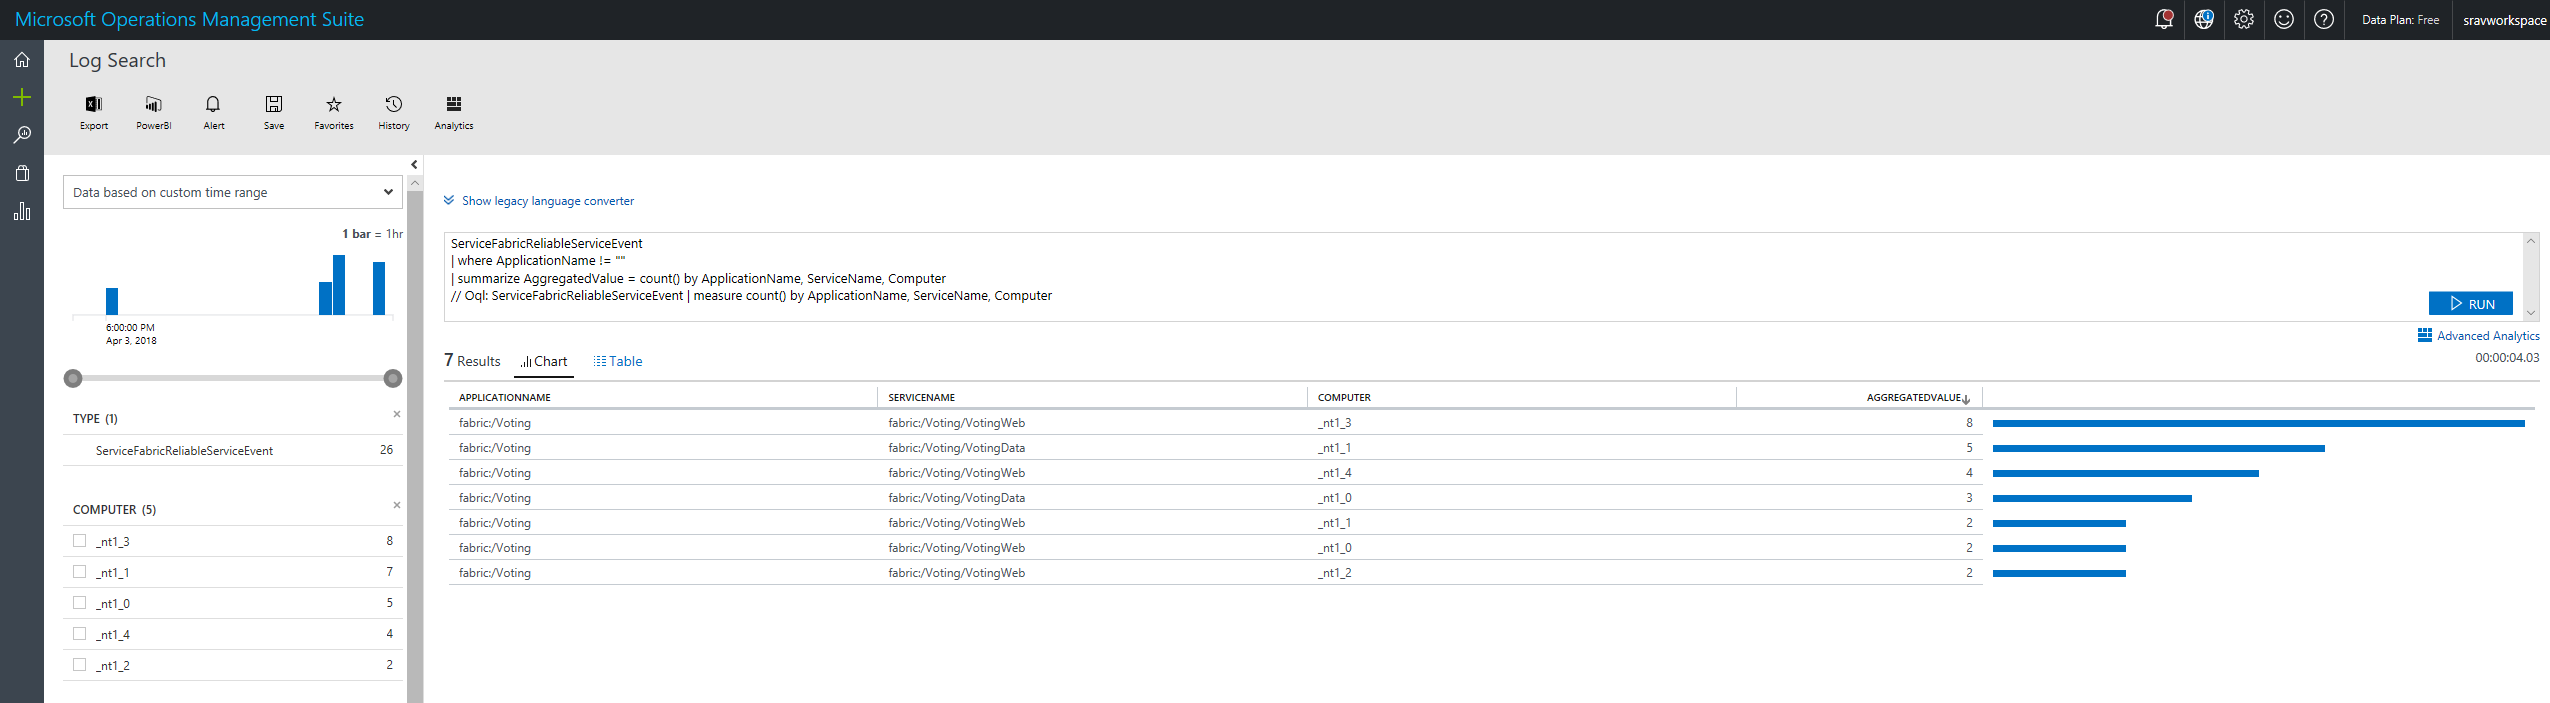 Microsoft Operations Management Suite
Data Plan: Free
sravworkspace
Log Search
Export
PowerBI
Alert
Save
Favorites
History
Analytics
Data based on custom time range
1 bar = 1hr
6:00:00 PM
Apr 3, 2018
TYPE (1)
ServiceFabricReliableServiceEvent 26
COMPUTER (5)
_nt1_3 8
_nt1_1 7
_nt1_0 5
_nt1_4 4
_nt1_2 2
Show legacy language converter
ServiceFabricReliableServiceEvent
| where ApplicationName != ""
| summarize AggregatedValue = count() by ApplicationName, ServiceName, Computer
// Oql: ServiceFabricReliableServiceEvent | measure count() by ApplicationName, ServiceName, Computer
RUN
Advanced Analytics
00:00:04.03
7 Results
Chart
Table
APPLICATIONNAME SERVICENAME COMPUTER AGGREGATEDVALUE
fabric:/Voting fabric:/Voting/VotingWeb _nt1_3 8
fabric:/Voting fabric:/Voting/VotingData _nt1_1 5
fabric:/Voting fabric:/Voting/VotingWeb _nt1_4 4
fabric:/Voting fabric:/Voting/VotingData _nt1_0 3
fabric:/Voting fabric:/Voting/VotingWeb _nt1_1 2
fabric:/Voting fabric:/Voting/VotingWeb _nt1_0 2
fabric:/Voting fabric:/Voting/VotingWeb _nt1_2 2